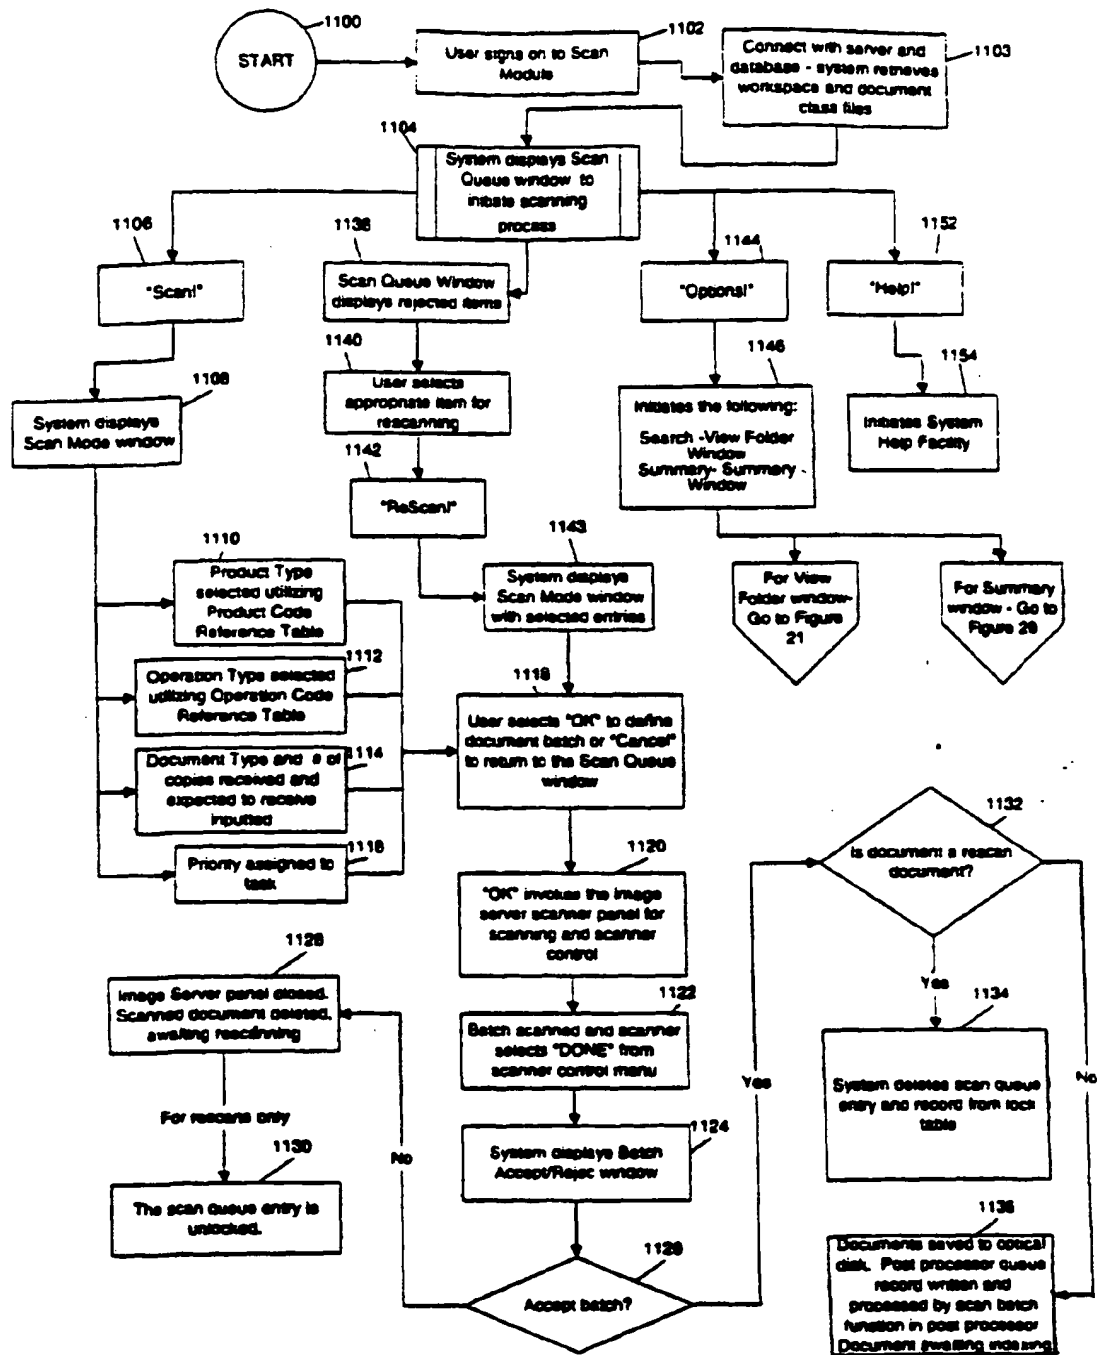 1100
START
1102
User signs on to Scan
Module
1103
Connect with server and
database - system retrieves
workspace and document
class files
1104
System displays Scan
Queue window to
initiate scanning
process
1106
"Scan!"
1138
Scan Queue Window
displays rejected items
1144
"Options!"
1152
"Help!"
1108
System displays
Scan Mode window
1140
User selects
appropriate item for
rescanning
1146
Initiates the following:
Search -View Folder
Window
Summary- Summary
Window
1154
Initiates System
Help Facility
1142
"ReScan!"
1110
Product Type
selected utilizing
Product Code
Reference Table
1143
System displays
Scan Mode window
with selected entries
For View
Folder window-
Go to Figure
21
For Summary
window - Go to
Figure 29
1112
Operation Type selected
utilizing Operation Code
Reference Table
1118
User selects "OK" to define
document batch or "Cancel"
to return to the Scan Queue
window
1114
Document Type and # of
copies received and
expected to receive
inputted
1116
Priority assigned to
task
1132
Is document a rescan
document?
1120
"OK" invokes the image
server scanner panel for
scanning and scanner
control
1128
Image Server panel closed.
Scanned document deleted,
awaiting rescanning
1122
Batch scanned and scanner
selects "DONE" from
scanner control menu
Yes
Yes
No
1134
System deletes scan queue
entry and record from lock
table
For rescans only
1130
The scan queue entry is
unlocked.
No
1124
System displays Batch
Accept/Rejec window
1126
Accept batch?
1136
Documents saved to optical
disk. Post processor queue
record written and
processed by scan batch
function in post processor
Document awaiting indexing